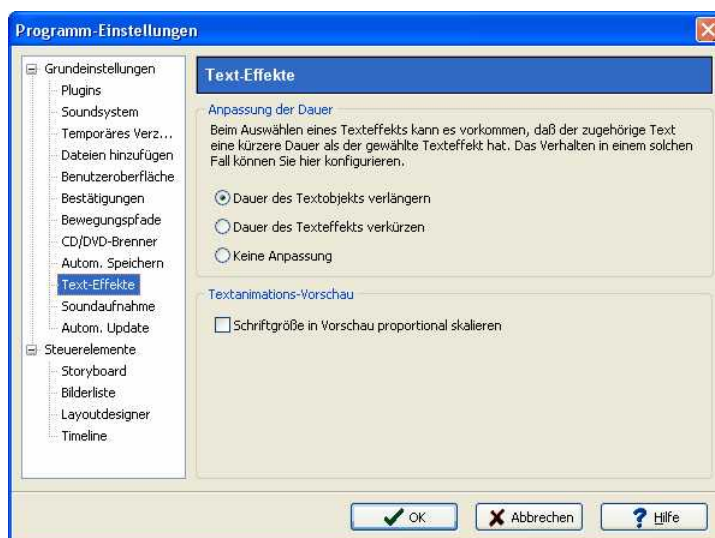 Programm-Einstellungen
Grundeinstellungen
Plugins
Soundsystem
Temporäres Verz...
Dateien hinzufügen
Benutzeroberfläche
Bestätigungen
Bewegungspfade
CD/DVD-Brenner
Autom. Speichern
Text-Effekte
Soundaufnahme
Autom. Update
Steuerelemente
Storyboard
Bilderliste
Layoutdesigner
Timeline
Text-Effekte
Anpassung der Dauer
Beim Auswählen eines Texteffekts kann es vorkommen, daß der zugehörige Text
eine kürzere Dauer als der gewählte Texteffekt hat. Das Verhalten in einem solchen
Fall können Sie hier konfigurieren.
Dauer des Textobjekts verlängern
Dauer des Texteffekts verkürzen
Keine Anpassung
Textanimations-Vorschau
Schriftgröße in Vorschau proportional skalieren
OK
Abbrechen
Hilfe